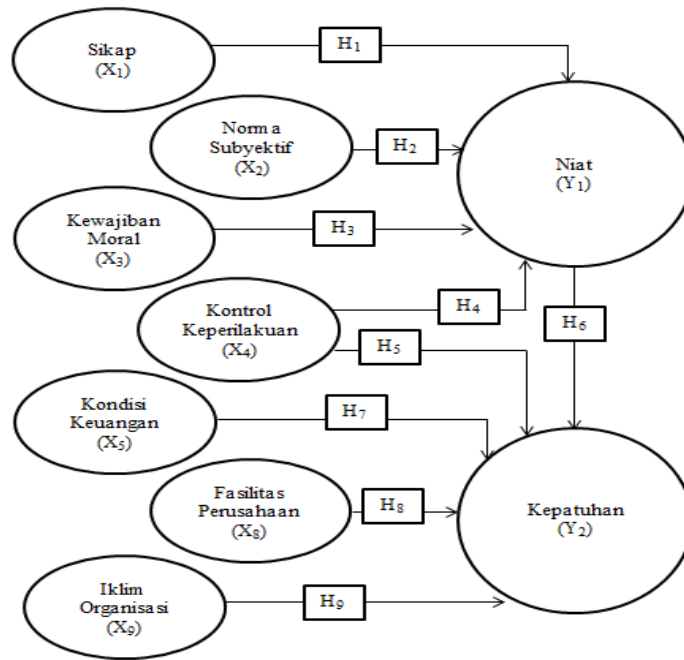 Sikap
(X₁)
H₁
Norma
Subyektif
(X₂)
H₂
Niat
(Y₁)
Kewajiban
Moral
(X₃)
H₃
Kontrol
Keperilakuan
(X₄)
H₄
H₅
H₆
Kondisi
Keuangan
(X₅)
H₇
Fasilitas
Perusahaan
(X₈)
H₈
Kepatuhan
(Y₂)
Iklim
Organisasi
(X₉)
H₉